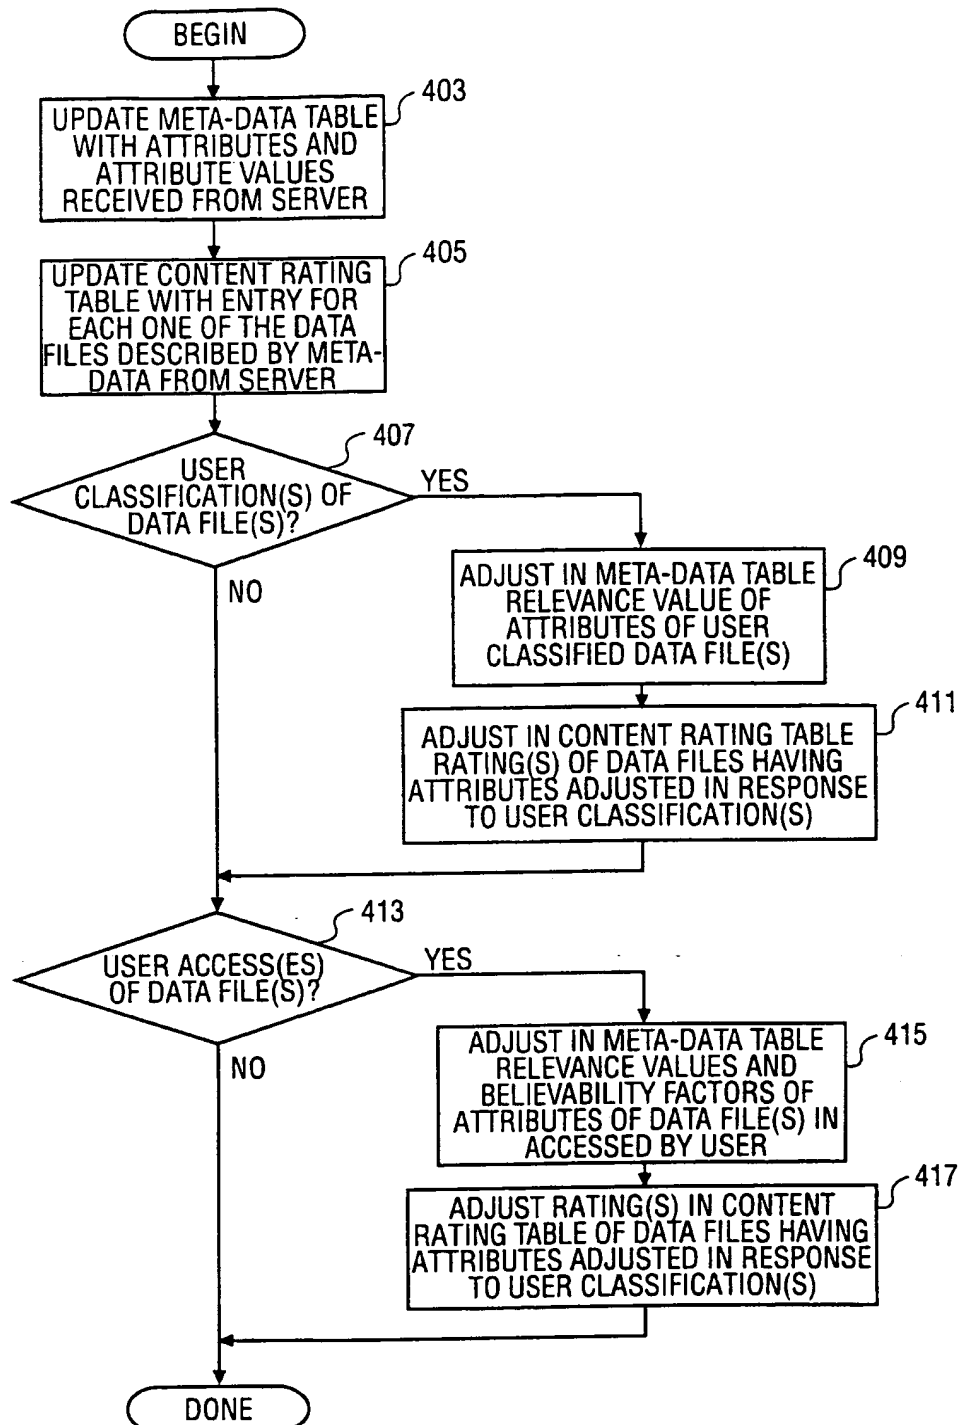 BEGIN
403
UPDATE META-DATA TABLE
WITH ATTRIBUTES AND
ATTRIBUTE VALUES
RECEIVED FROM SERVER
405
UPDATE CONTENT RATING
TABLE WITH ENTRY FOR
EACH ONE OF THE DATA
FILES DESCRIBED BY META-
DATA FROM SERVER
407
USER
CLASSIFICATION(S) OF
DATA FILE(S)?
YES
NO
409
ADJUST IN META-DATA TABLE
RELEVANCE VALUE OF
ATTRIBUTES OF USER
CLASSIFIED DATA FILE(S)
411
ADJUST IN CONTENT RATING TABLE
RATING(S) OF DATA FILES HAVING
ATTRIBUTES ADJUSTED IN RESPONSE
TO USER CLASSIFICATION(S)
413
USER ACCESS(ES)
OF DATA FILE(S)?
YES
NO
415
ADJUST IN META-DATA TABLE
RELEVANCE VALUES AND
BELIEVABILITY FACTORS OF
ATTRIBUTES OF DATA FILE(S) IN
ACCESSED BY USER
417
ADJUST RATING(S) IN CONTENT
RATING TABLE OF DATA FILES HAVING
ATTRIBUTES ADJUSTED IN RESPONSE
TO USER CLASSIFICATION(S)
DONE